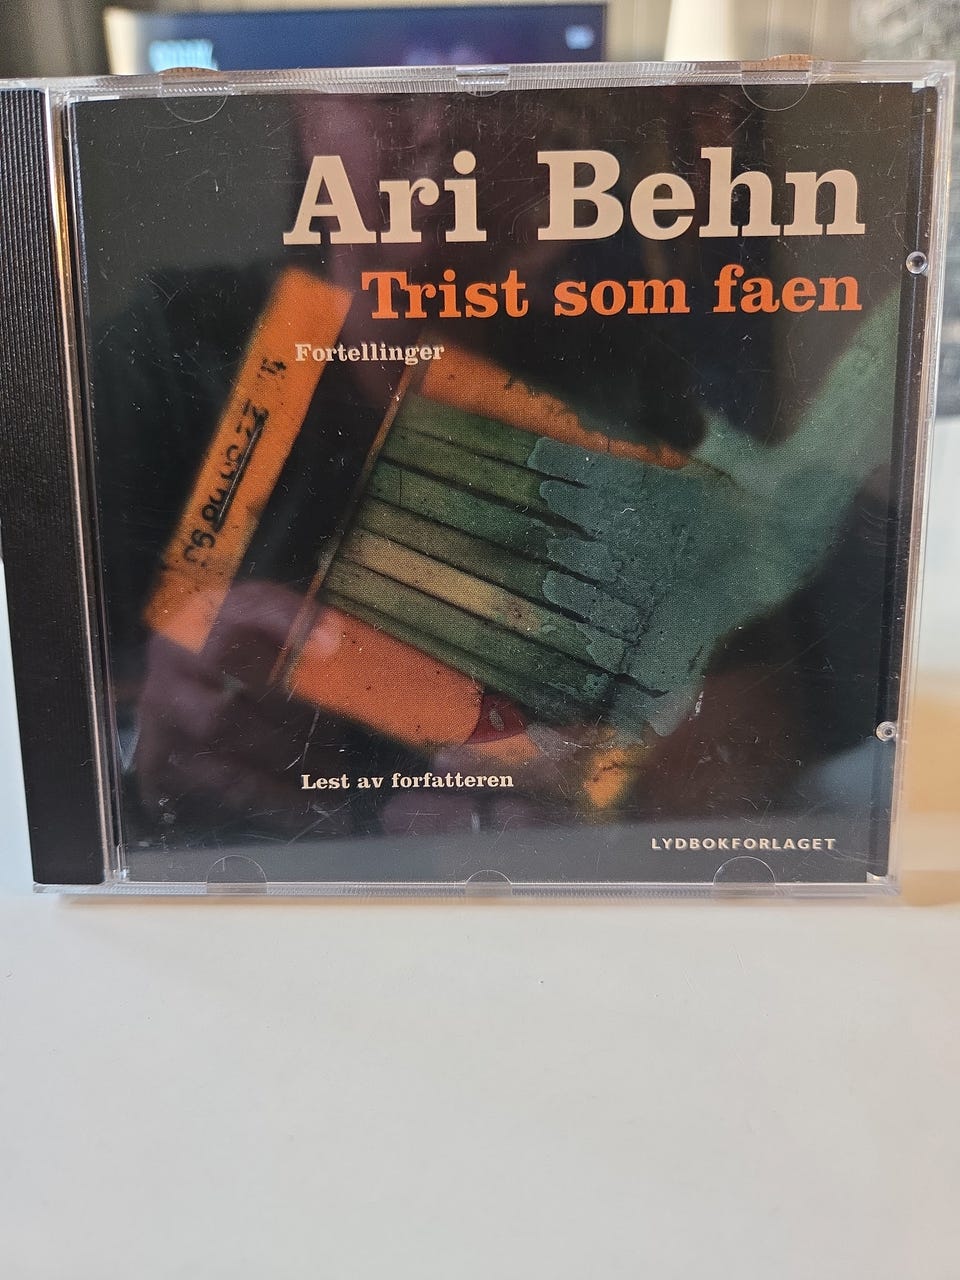 Ari Behn
Trist som faen
Fortellinger
Lest av forfatteren
LYDBOKFORLAGET